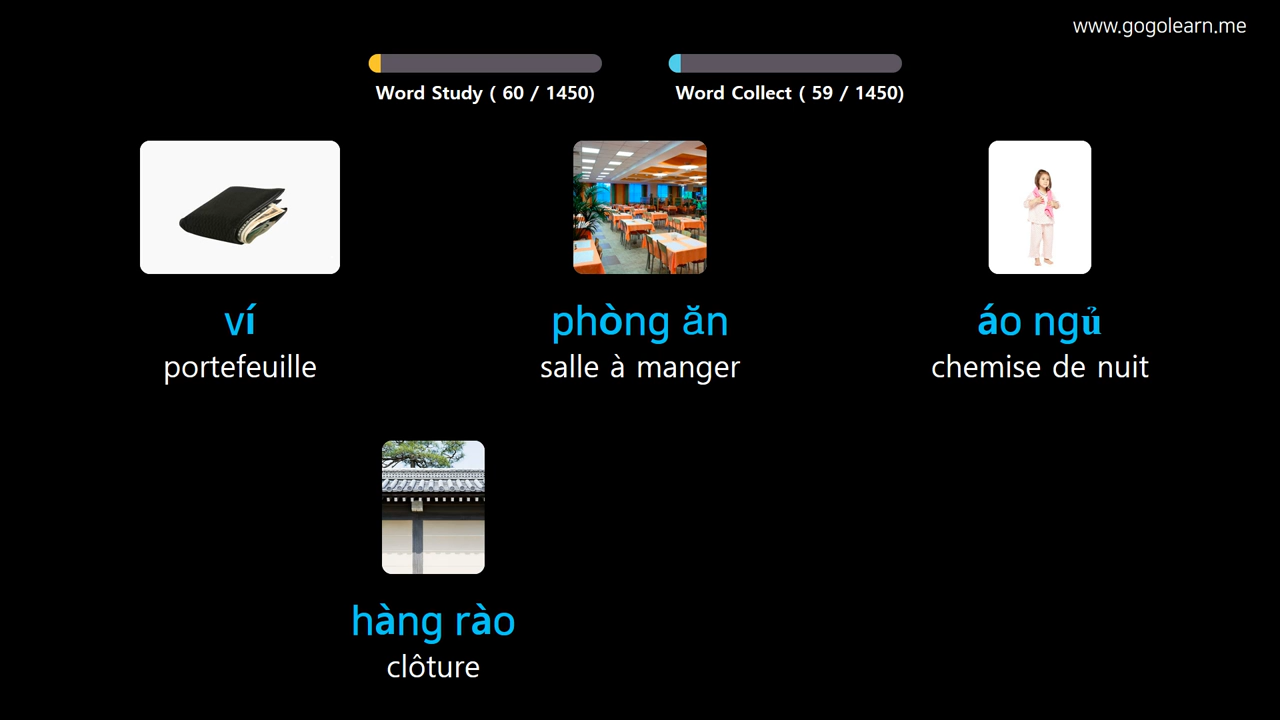 www.gogolearn.me
Word Study ( 60 / 1450)
Word Collect ( 59 / 1450)
ví
portefeuille
phòng ăn
salle à manger
áo ngủ
chemise de nuit
hàng rào
clôture